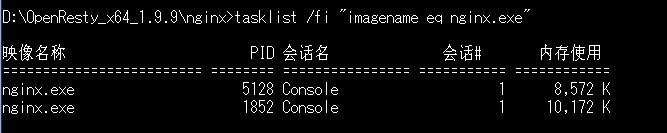 D:\OpenResty_x64_1.9.9\nginx>tasklist /fi "imagename eq nginx.exe"
映像名称                       PID 会话名              会话#       内存使用
========================= ======== ================ =========== ============
nginx.exe                     5128 Console                    1      8,572 K
nginx.exe                     1852 Console                    1     10,172 K